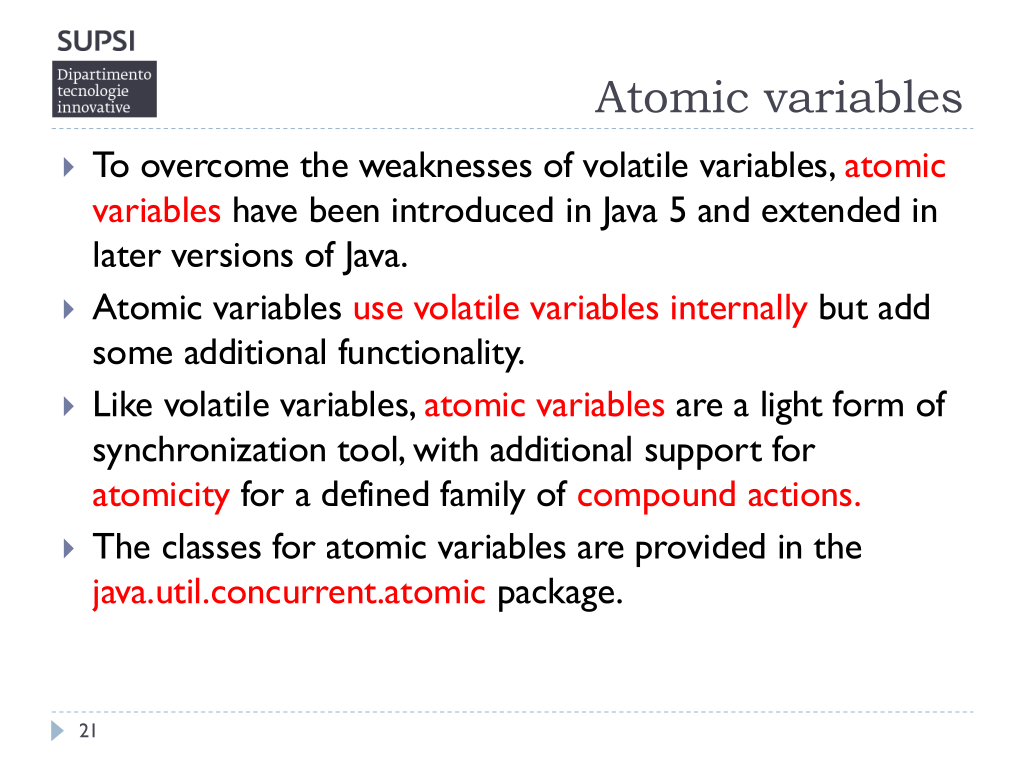 SUPSI
Dipartimento
tecnologie
innovative
Atomic variables
To overcome the weaknesses of volatile variables, atomic
variables have been introduced in Java 5 and extended in
later versions of Java.
Atomic variables use volatile variables internally but add
some additional functionality.
Like volatile variables, atomic variables are a light form of
synchronization tool, with additional support for
atomicity for a defined family of compound actions.
The classes for atomic variables are provided in the
java.util.concurrent.atomic package.
21